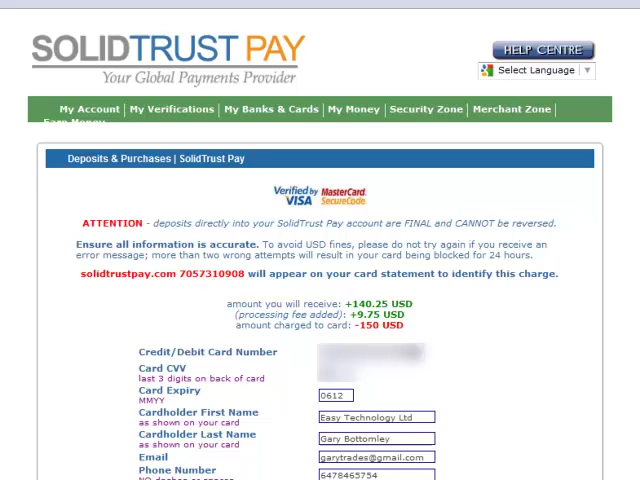 SOLIDTRUST PAY
Your Global Payments Provider
HELP CENTRE
Select Language ▼
My Account | My Verifications | My Banks & Cards | My Money | Security Zone | Merchant Zone |
Earn Money
Deposits & Purchases | SolidTrust Pay
Verified by VISA MasterCard SecureCode.
ATTENTION - deposits directly into your SolidTrust Pay account are FINAL and CANNOT be reversed.
Ensure all information is accurate. To avoid USD fines, please do not try again if you receive an
error message; more than two wrong attempts will result in your card being blocked for 24 hours.
solidtrustpay.com 7057310908 will appear on your card statement to identify this charge.
amount you will receive: +140.25 USD
(processing fee added): +9.75 USD
amount charged to card: -150 USD
Credit/Debit Card Number
Card CVV
last 3 digits on back of card
Card Expiry
MMYY
0612
Cardholder First Name
as shown on your card
Easy Technology Ltd
Cardholder Last Name
as shown on your card
Gary Bottomley
Email
garytrades@gmail.com
Phone Number
6478465754
NO dashes or spaces